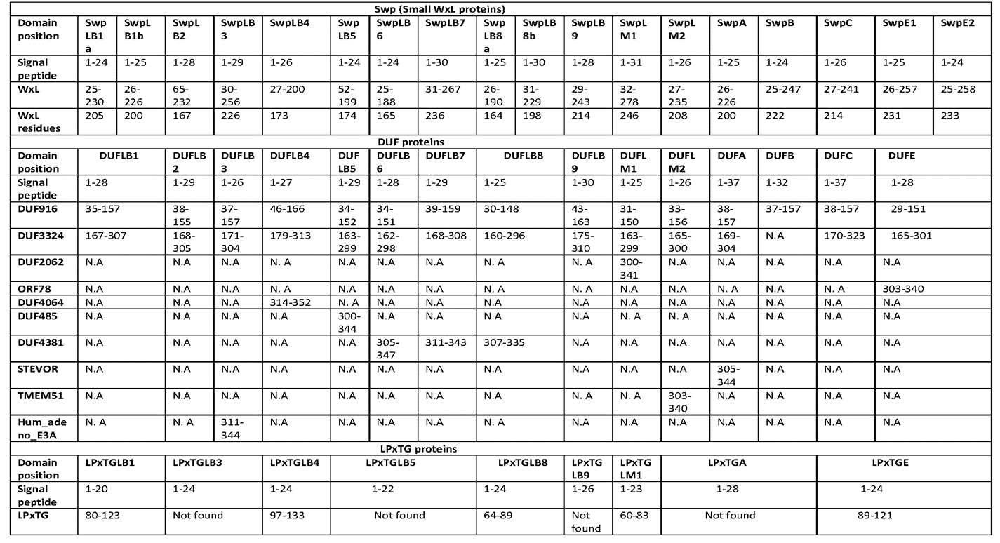 Swp (Small WxL proteins)
Domain position SwpLB1a SwpLB1b SwpLB2 SwpLB3 SwpLB4 SwpLB5 SwpLB6 SwpLB7 SwpLB8a SwpLB8b SwpLB9 SwpLM1 SwpLM2 SwpA SwpB SwpC SwpE1 SwpE2
Signal peptide 1-24 1-25 1-28 1-29 1-26 1-24 1-24 1-30 1-25 1-30 1-28 1-31 1-26 1-25 1-24 1-26 1-25 1-24
WxL 25-230 26-226 65-232 30-256 27-200 52-199 25-188 31-267 26-190 31-229 29-243 32-278 27-235 26-226 25-247 27-241 26-257 25-258
WxL residues 205 200 167 226 173 174 165 236 164 198 214 246 208 200 222 214 231 233
DUF proteins
Domain position DUFLB1 DUFLB2 DUFLB3 DUFLB4 DUFLB5 DUFLB6 DUFLB7 DUFLB8 DUFLB9 DUFLM1 DUFLM2 DUFA DUFB DUFC DUFE
Signal peptide 1-28 1-29 1-26 1-27 1-29 1-28 1-29 1-25 1-30 1-25 1-26 1-37 1-32 1-37 1-28
DUF916 35-157 38-155 37-157 46-166 34-152 34-151 39-159 30-148 43-163 31-150 33-156 38-157 37-157 38-157 29-151
DUF3324 167-307 168-305 171-304 179-313 163-299 162-298 168-308 160-296 175-310 163-299 165-300 169-304 N.A 170-323 165-301
DUF2062 N.A N.A N.A N. A N.A N.A N.A N. A N. A 300-341 N.A N.A N.A N.A N.A
ORF78 N.A N.A N.A N. A N.A N.A N.A N. A N. A N.A N.A N. A N.A N. A 303-340
DUF4064 N.A N.A N.A 314-352 N. A N.A N.A N.A N.A N.A N.A N.A N.A N.A N.A
DUF485 N.A N.A N.A N.A 300-344 N.A N.A N.A N.A N. A N. A N.A N.A N.A N.A
DUF4381 N.A N.A N.A N.A N.A 305-347 311-343 307-335 N.A N.A N.A N.A N.A N.A N.A
STEVOR N.A N.A N.A N.A N.A N.A N.A N.A N.A N.A N.A 305-344 N.A N.A N.A
TMEM51 N.A N.A N.A N.A N.A N.A N.A N.A N. A N. A 303-340 N.A N.A N.A N.A
Hum_adeno_E3A N. A N. A 311-344 N.A N.A N.A N.A N. A N.A N.A N.A N.A N.A N.A N.A
LPxTG proteins
Domain position LPxTGLB1 LPxTGLB3 LPxTGLB4 LPxTGLB5 LPxTGLB8 LPxTGLB9 LPxTGLM1 LPxTGA LPxTGE
Signal peptide 1-20 1-24 1-24 1-22 1-24 1-26 1-23 1-28 1-24
LPxTG 80-123 Not found 97-133 Not found 64-89 Not found 60-83 Not found 89-121